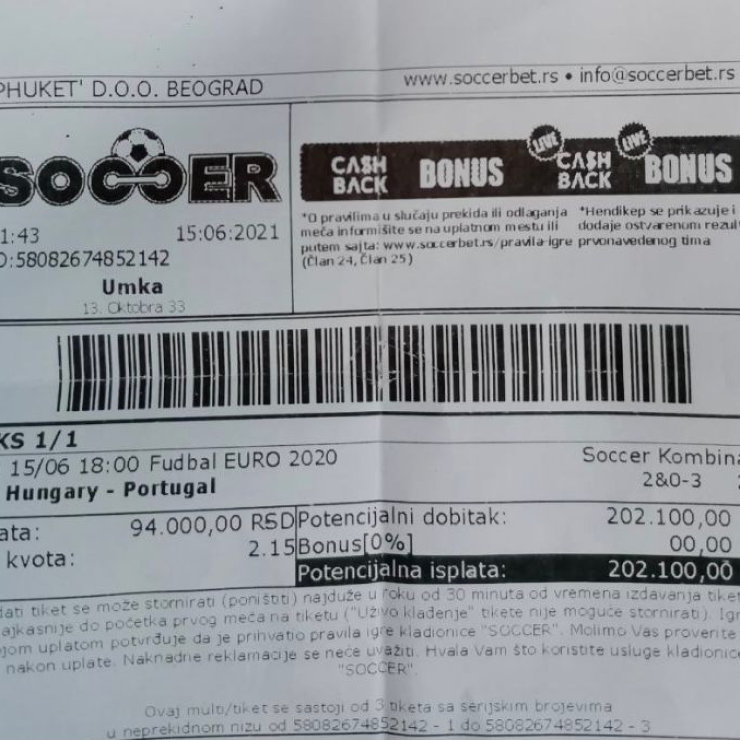 PHUKET' D.O.O. BEOGRAD
www.soccerbet.rs • info@soccerbet.rs
SOCCER
CASH BACK BONUS LIVE CASH BACK LIVE BONUS
1:43 15:06:2021
D:58082674852142
Umka
13. Oktobra 33
*O pravilima u slučaju prekida ili odlaganja
meča informišite se na uplatnom mestu ili
putem sajta: www.soccerbet.rs/pravila-igre
(Član 24, Član 25)
*Hendikep se prikazuje i
dodaje ostvarenom rezul
prvonavedenog tima
KS 1/1
15/06 18:00 Fudbal EURO 2020
Soccer Kombina
Hungary - Portugal
2&0-3
ata: 94.000,00 RSD
kvota: 2.15
Potencijalni dobitak: 202.100,00
Bonus[0%] 00,00
Potencijalna isplata: 202.100,00
dati tiket se može stornirati (poništiti) najduže u roku od 30 minuta od vremena izdavanja tiket
ajkasnije do početka prvog meča na tiketu ("Uživo klađenje" tikete nije moguće stornirati). Igr
jom uplatom potvrđuje da je prihvatio pravila igre kladionice "SOCCER". Molimo Vas proverite
nakon uplate. Naknadne reklamacije se neće uvažiti. Hvala Vam što koristite usluge kladionice
"SOCCER".
Ovaj multi/tiket se sastoji od 3 tiketa sa serijskim brojevima
u neprekidnom nizu od 58082674852142 - 1 do 58082674852142 - 3